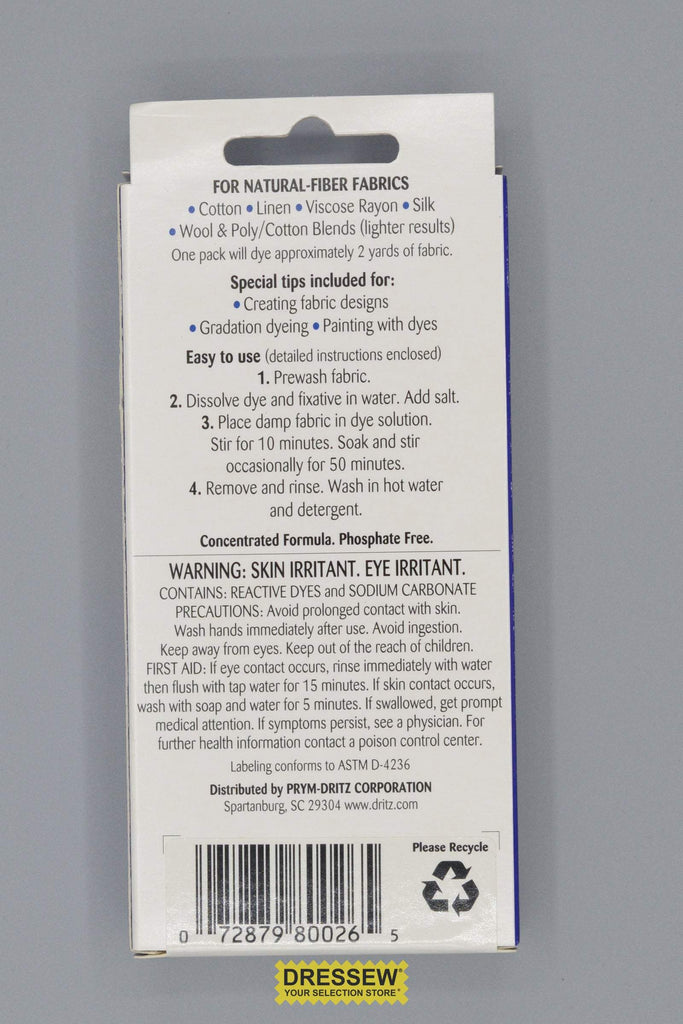 FOR NATURAL-FIBER FABRICS
• Cotton • Linen • Viscose Rayon • Silk
• Wool & Poly/Cotton Blends (lighter results)
One pack will dye approximately 2 yards of fabric.
Special tips included for:
• Creating fabric designs
• Gradation dyeing • Painting with dyes
Easy to use (detailed instructions enclosed)
1. Prewash fabric.
2. Dissolve dye and fixative in water. Add salt.
3. Place damp fabric in dye solution.
Stir for 10 minutes. Soak and stir
occasionally for 50 minutes.
4. Remove and rinse. Wash in hot water
and detergent.
Concentrated Formula. Phosphate Free.
WARNING: SKIN IRRITANT. EYE IRRITANT.
CONTAINS: REACTIVE DYES and SODIUM CARBONATE
PRECAUTIONS: Avoid prolonged contact with skin.
Wash hands immediately after use. Avoid ingestion.
Keep away from eyes. Keep out of the reach of children.
FIRST AID: If eye contact occurs, rinse immediately with water
then flush with tap water for 15 minutes. If skin contact occurs,
wash with soap and water for 5 minutes. If swallowed, get prompt
medical attention. If symptoms persist, see a physician. For
further health information contact a poison control center.
Labeling conforms to ASTM D-4236
Distributed by PRYM-DRITZ CORPORATION
Spartanburg, SC 29304 www.dritz.com
Please Recycle
0 72879 80026 5
DRESSEW®
YOUR SELECTION STORE®